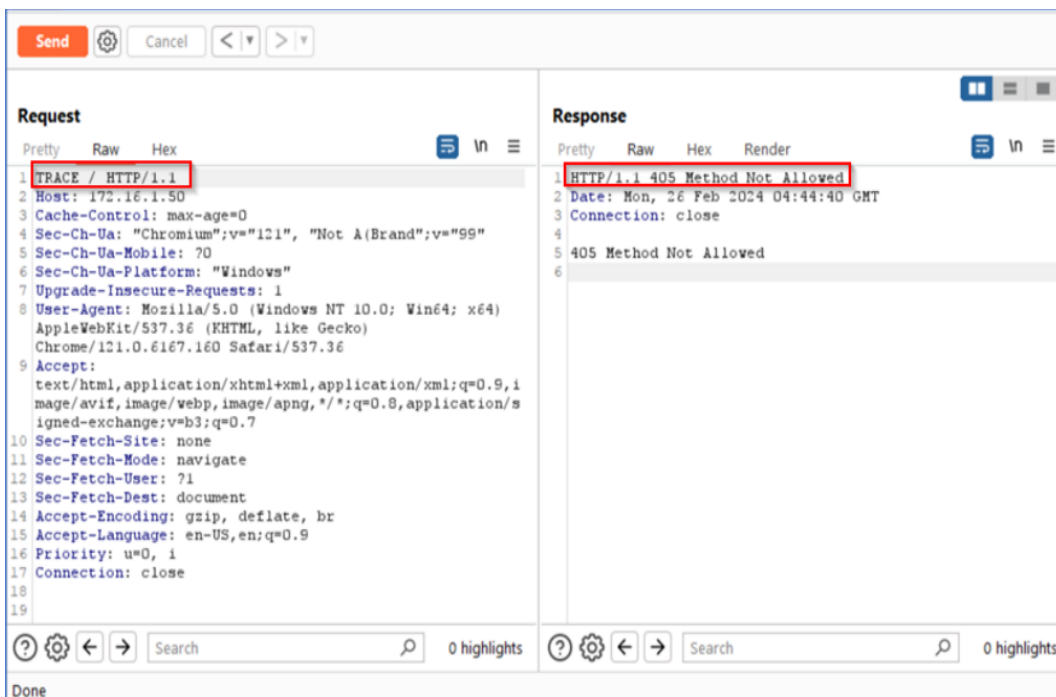 Send Cancel < >
Request
Pretty Raw Hex \n
1 TRACE / HTTP/1.1
2 Host: 172.16.1.50
3 Cache-Control: max-age=0
4 Sec-Ch-Ua: "Chromium";v="121", "Not A(Brand";v="99"
5 Sec-Ch-Ua-Mobile: ?0
6 Sec-Ch-Ua-Platform: "Windows"
7 Upgrade-Insecure-Requests: 1
8 User-Agent: Mozilla/5.0 (Windows NT 10.0; Win64; x64)
AppleWebKit/537.36 (KHTML, like Gecko)
Chrome/121.0.6167.160 Safari/537.36
9 Accept:
text/html,application/xhtml+xml,application/xml;q=0.9,i
mage/avif,image/webp,image/apng,*/*;q=0.8,application/s
igned-exchange;v=b3;q=0.7
10 Sec-Fetch-Site: none
11 Sec-Fetch-Mode: navigate
12 Sec-Fetch-User: ?1
13 Sec-Fetch-Dest: document
14 Accept-Encoding: gzip, deflate, br
15 Accept-Language: en-US,en;q=0.9
16 Priority: u=0, i
17 Connection: close
18
19
Search 0 highlights
Response
Pretty Raw Hex Render \n
1 HTTP/1.1 405 Method Not Allowed
2 Date: Mon, 26 Feb 2024 04:44:40 GMT
3 Connection: close
4
5 405 Method Not Allowed
6
Search 0 highlights
Done